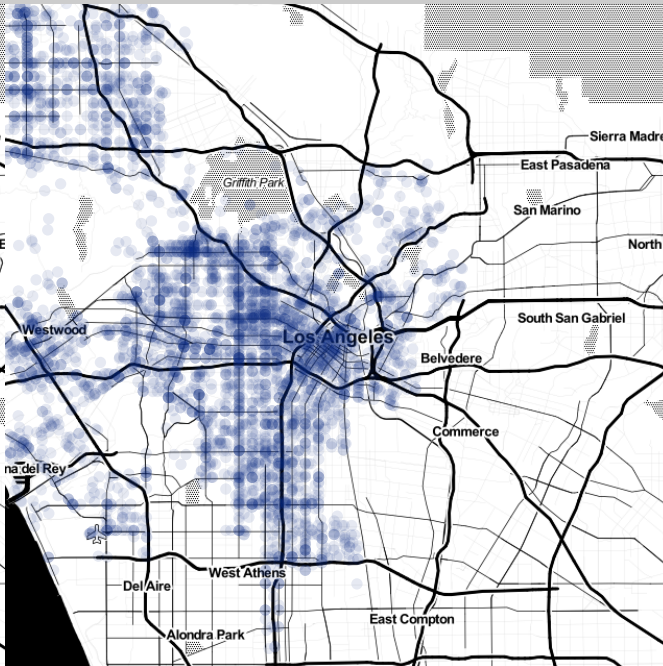 Sierra Madre
East Pasadena
Griffith Park
San Marino
North
Westwood
South San Gabriel
Los Angeles
Belvedere
Commerce
na del Rey
West Athens
Del Aire
East Compton
Alondra Park